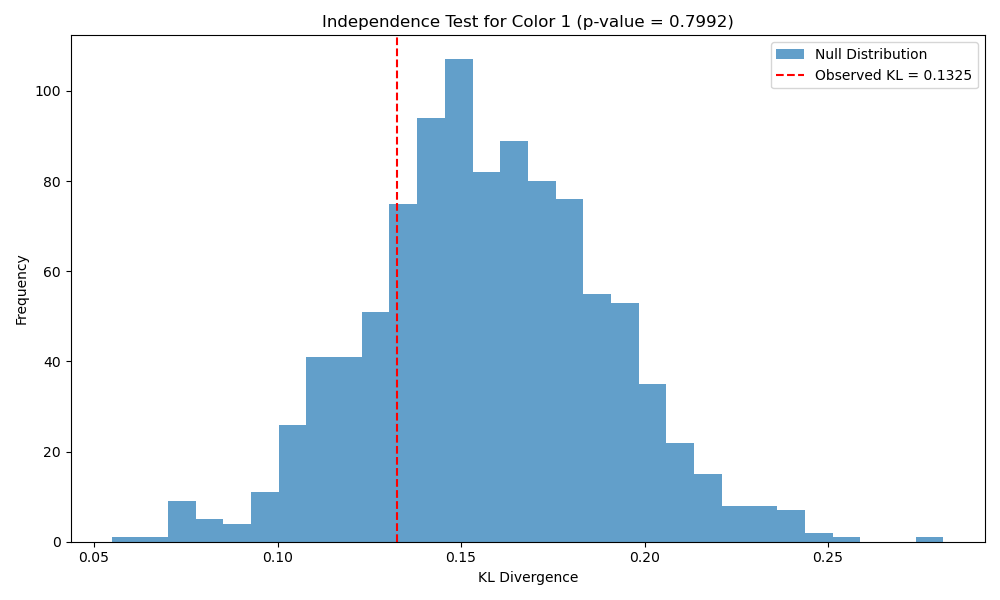 Independence Test for Color 1 (p-value = 0.7992)
Null Distribution
Observed KL = 0.1325
Frequency
100
80
60
40
20
0
0.05
0.10
0.15
0.20
0.25
KL Divergence